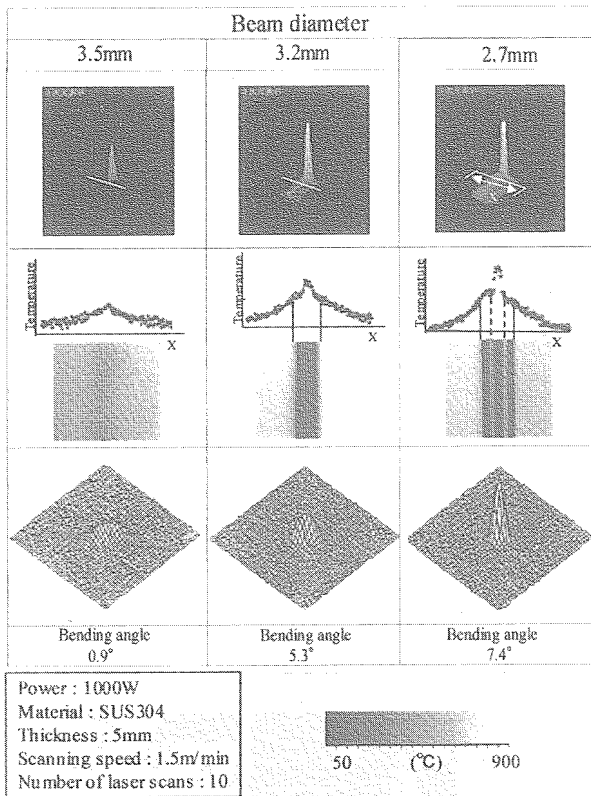 Beam diameter
3.5mm 3.2mm 2.7mm
Temperature Temperature Temperature
X X X
Bending angle Bending angle Bending angle
0.9° 5.3° 7.4°
Power : 1000W
Material : SUS304
Thickness : 5mm
Scanning speed : 1.5m/min
Number of laser scans : 10
50 (℃) 900